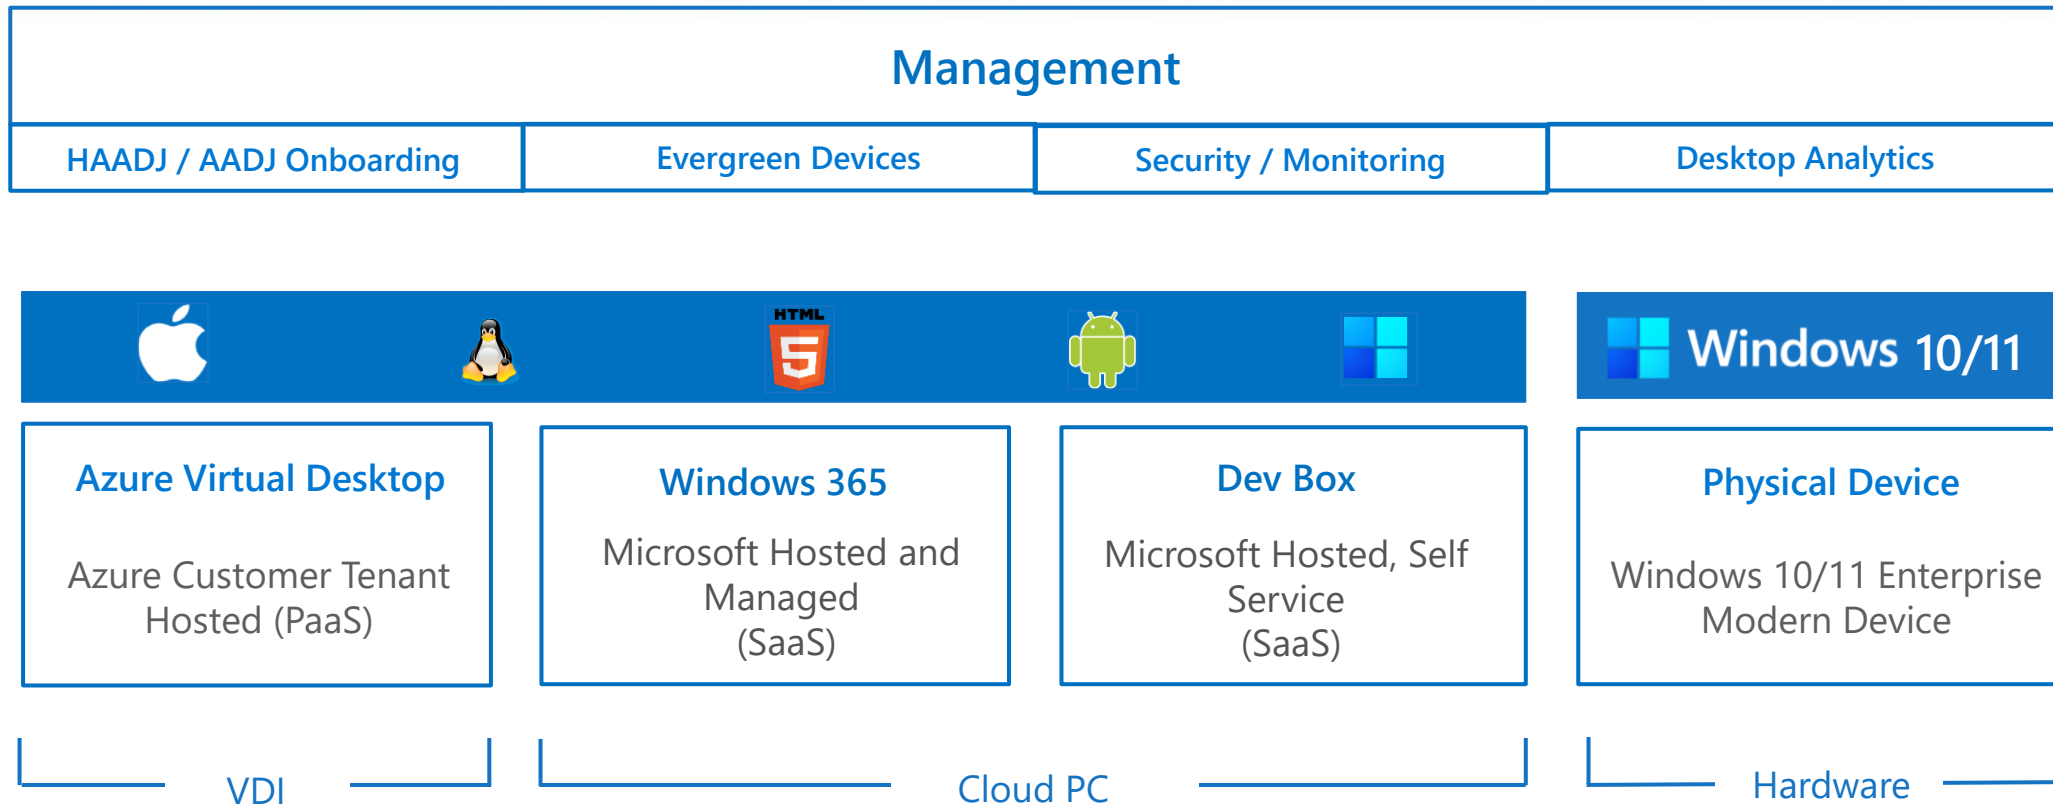 Management
HAADJ / AADJ Onboarding
Evergreen Devices
Security / Monitoring
Desktop Analytics
HTML
5
Windows 10/11
Azure Virtual Desktop
Azure Customer Tenant
Hosted (PaaS)
Windows 365
Microsoft Hosted and
Managed
(SaaS)
Dev Box
Microsoft Hosted, Self
Service
(SaaS)
Physical Device
Windows 10/11 Enterprise
Modern Device
VDI
Cloud PC
Hardware